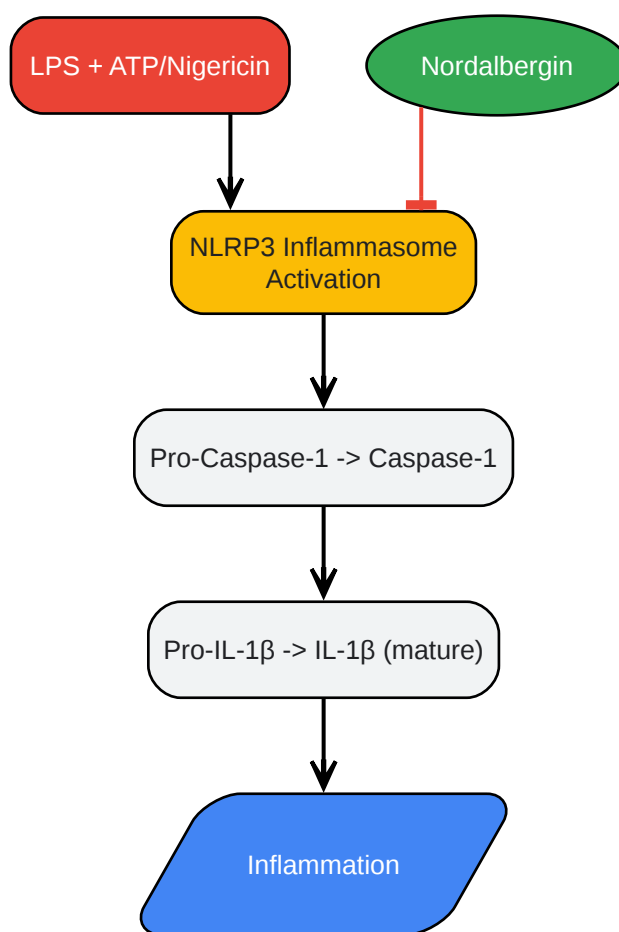 LPS + ATP/Nigericin
Nordalbergin
NLRP3 Inflammasome
Activation
Pro-Caspase-1 -> Caspase-1
Pro-IL-1β -> IL-1β (mature)
Inflammation